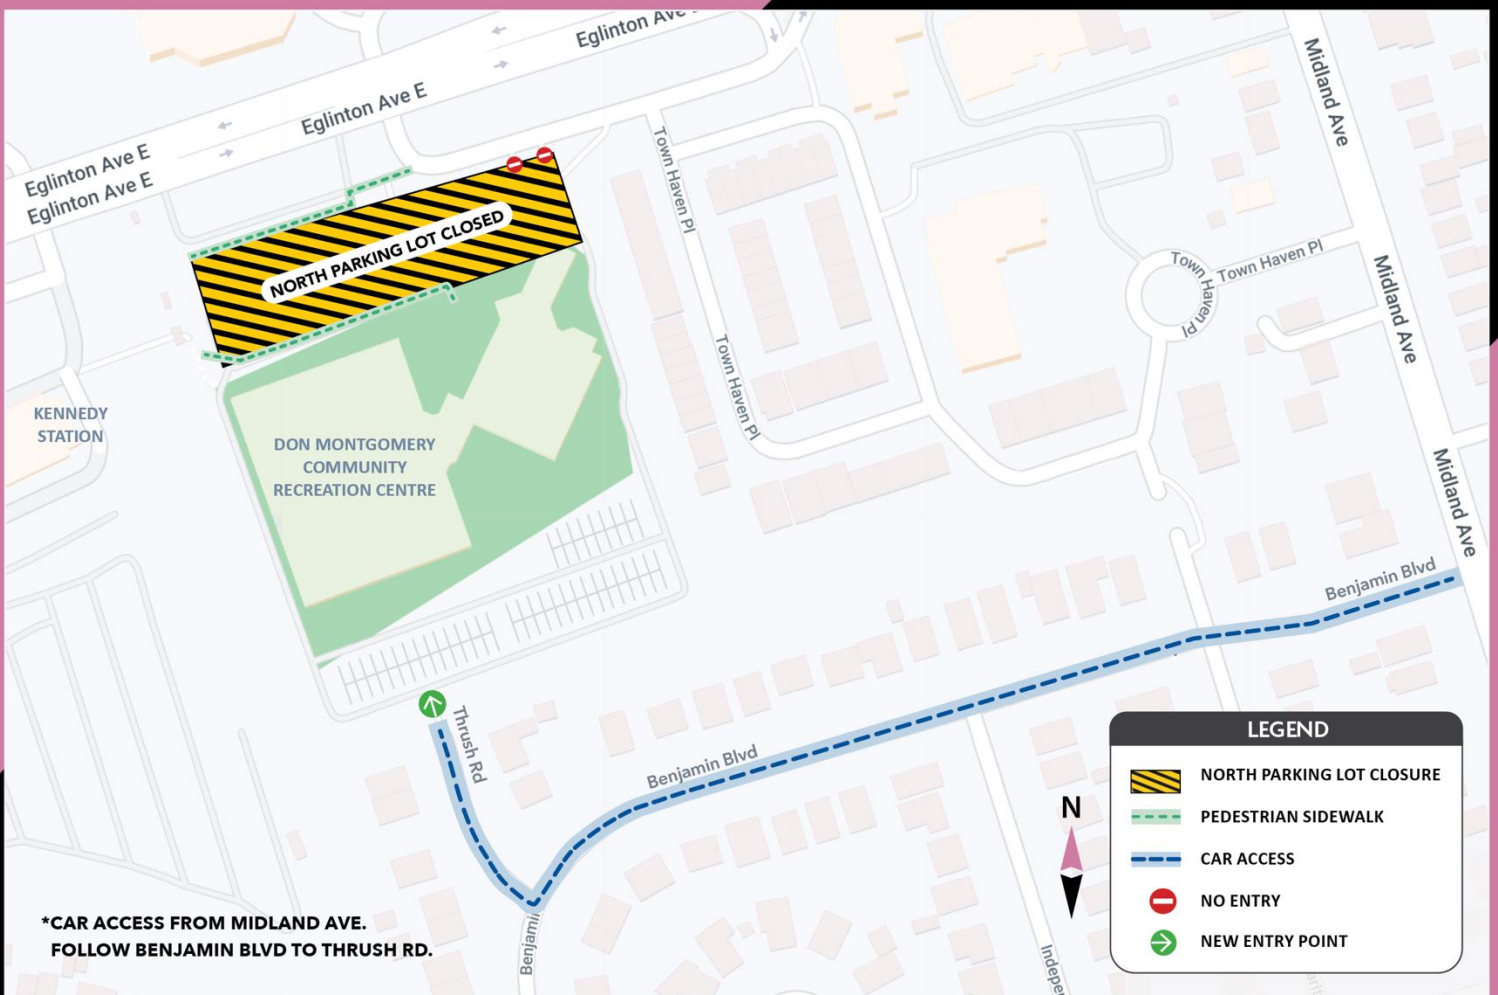 Eglinton Ave
Eglinton Ave E
Eglinton Ave E
Eglinton Ave E
Midland Ave
Town Haven Pl
NORTH PARKING LOT CLOSED
Town Haven Pl
Town Haven Pl
Midland Ave
Town Haven Pl
KENNEDY
STATION
DON MONTGOMERY
COMMUNITY
RECREATION CENTRE
Midland Ave
Benjamin Blvd
Thrush Rd
Benjamin Blvd
Benjamin
Indepe
LEGEND
NORTH PARKING LOT CLOSURE
PEDESTRIAN SIDEWALK
CAR ACCESS
NO ENTRY
NEW ENTRY POINT
N
*CAR ACCESS FROM MIDLAND AVE.
FOLLOW BENJAMIN BLVD TO THRUSH RD.